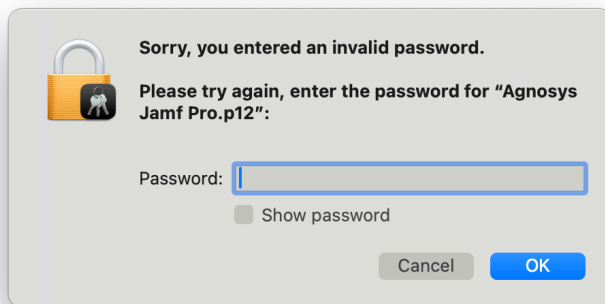 Sorry, you entered an invalid password.
Please try again, enter the password for “Agnosys
Jamf Pro.p12”:
Password:
Show password
Cancel
OK